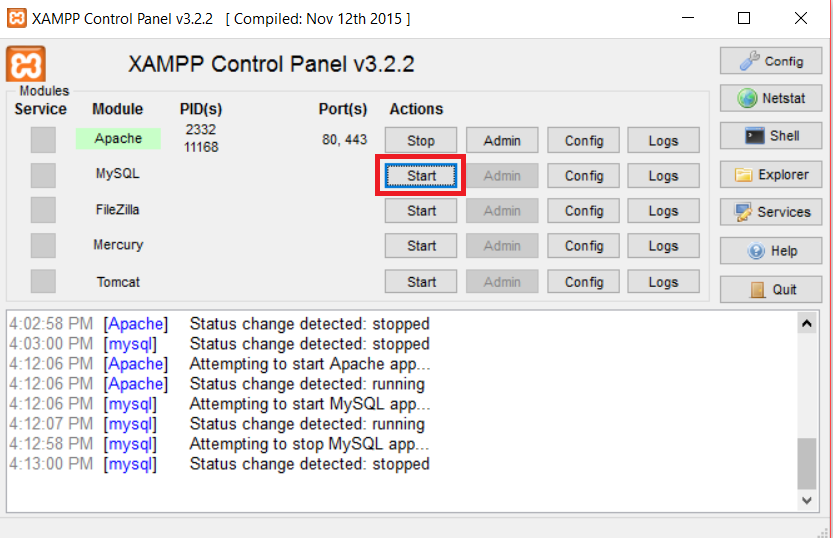 XAMPP Control Panel v3.2.2 [ Compiled: Nov 12th 2015 ]
XAMPP Control Panel v3.2.2
Config
Modules
Service Module PID(s) Port(s) Actions
Netstat
Apache 2332 80, 443 Stop Admin Config Logs
11168
Shell
MySQL Start Admin Config Logs
Explorer
FileZilla Start Admin Config Logs
Services
Mercury Start Admin Config Logs
Help
Tomcat Start Admin Config Logs
Quit
4:02:58 PM [Apache] Status change detected: stopped
4:03:00 PM [mysql] Status change detected: stopped
4:12:06 PM [Apache] Attempting to start Apache app...
4:12:06 PM [Apache] Status change detected: running
4:12:06 PM [mysql] Attempting to start MySQL app...
4:12:07 PM [mysql] Status change detected: running
4:12:58 PM [mysql] Attempting to stop MySQL app...
4:13:00 PM [mysql] Status change detected: stopped